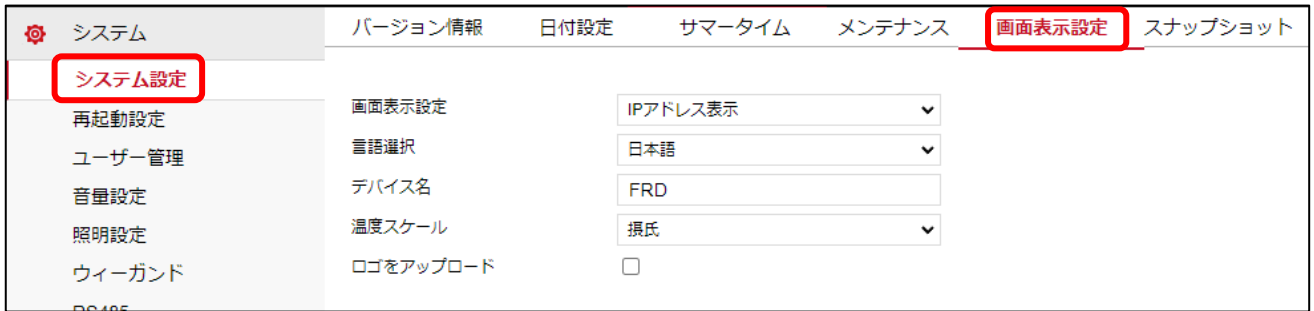 システム
バージョン情報 日付設定 サマータイム メンテナンス 画面表示設定 スナップショット
システム設定
再起動設定
ユーザー管理
音量設定
照明設定
ウィーガンド
RS485
画面表示設定 IPアドレス表示
言語選択 日本語
デバイス名 FRD
温度スケール 摂氏
ロゴをアップロード